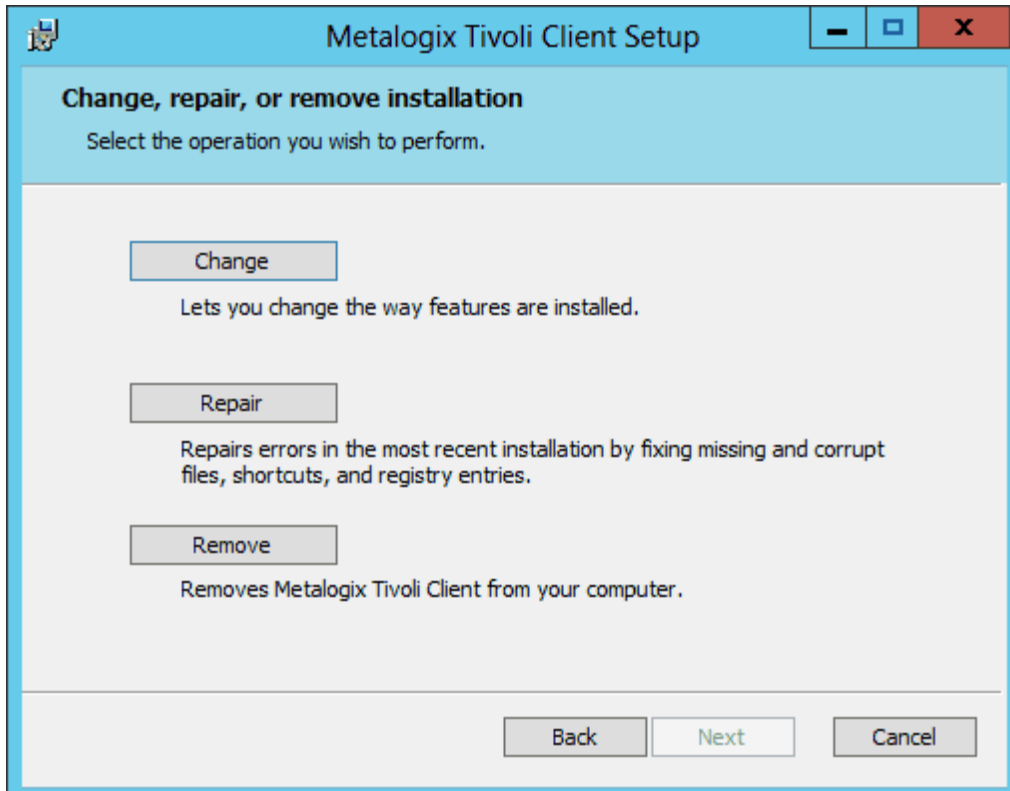 Metalogix Tivoli Client Setup
Change, repair, or remove installation
Select the operation you wish to perform.
Change
Lets you change the way features are installed.
Repair
Repairs errors in the most recent installation by fixing missing and corrupt
files, shortcuts, and registry entries.
Remove
Removes Metalogix Tivoli Client from your computer.
Back Next Cancel